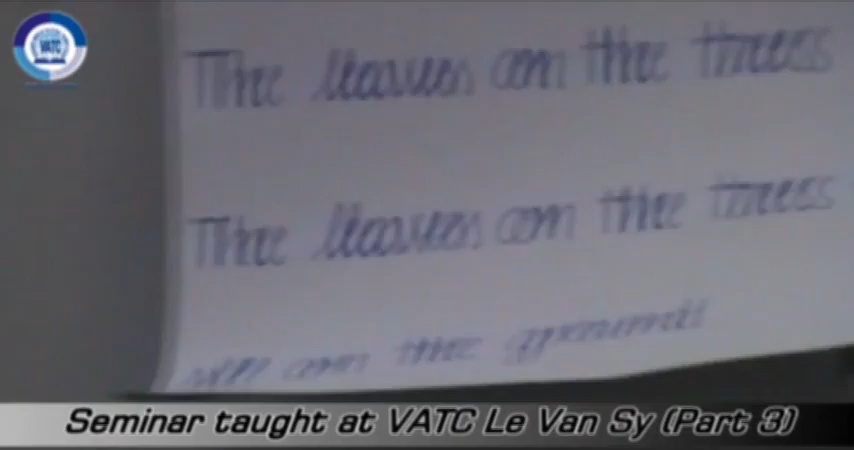 VATC
The leaves on the trees
The leaves on the trees
on the ground
Seminar taught at VATC Le Van Sy (Part 3)